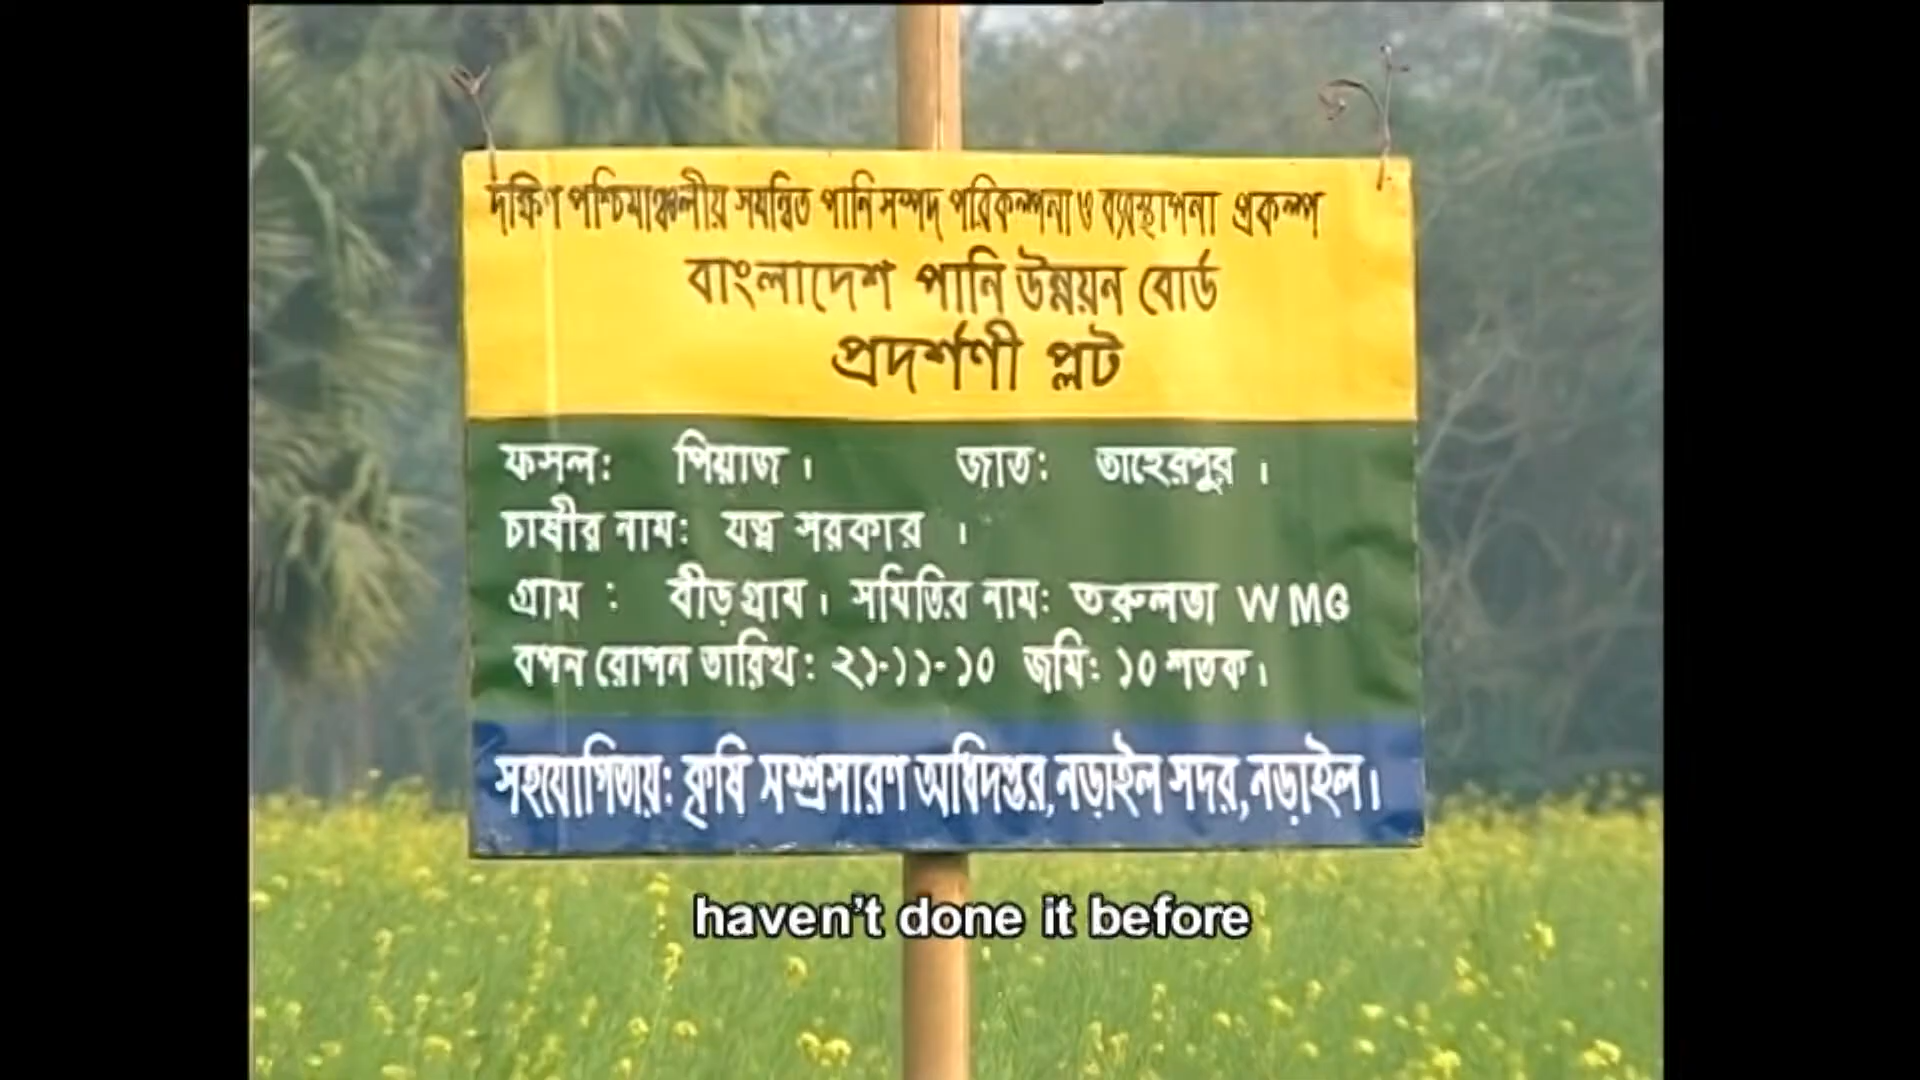 দক্ষিণ পশ্চিমাঞ্চলীয় সমন্বিত পানি সম্পদ পরিকল্পনা ও ব্যবস্থাপনা প্রকল্প
বাংলাদেশ পানি উন্নয়ন বোর্ড
প্রদর্শণী প্লট
ফসল: পিয়াজ। জাত: তাহেরপুর।
চাষীর নাম: যত্ন সরকার।
গ্রাম : বীড়গ্রাম। সমিতির নাম: তরুলতা WMG
বপন রোপন তারিখ: ২১-১১-১০ জমি: ১০ শতক।
সহযোগিতায়: কৃষি সম্প্রসারণ অধিদপ্তর, নড়াইল সদর, নড়াইল।
haven't done it before